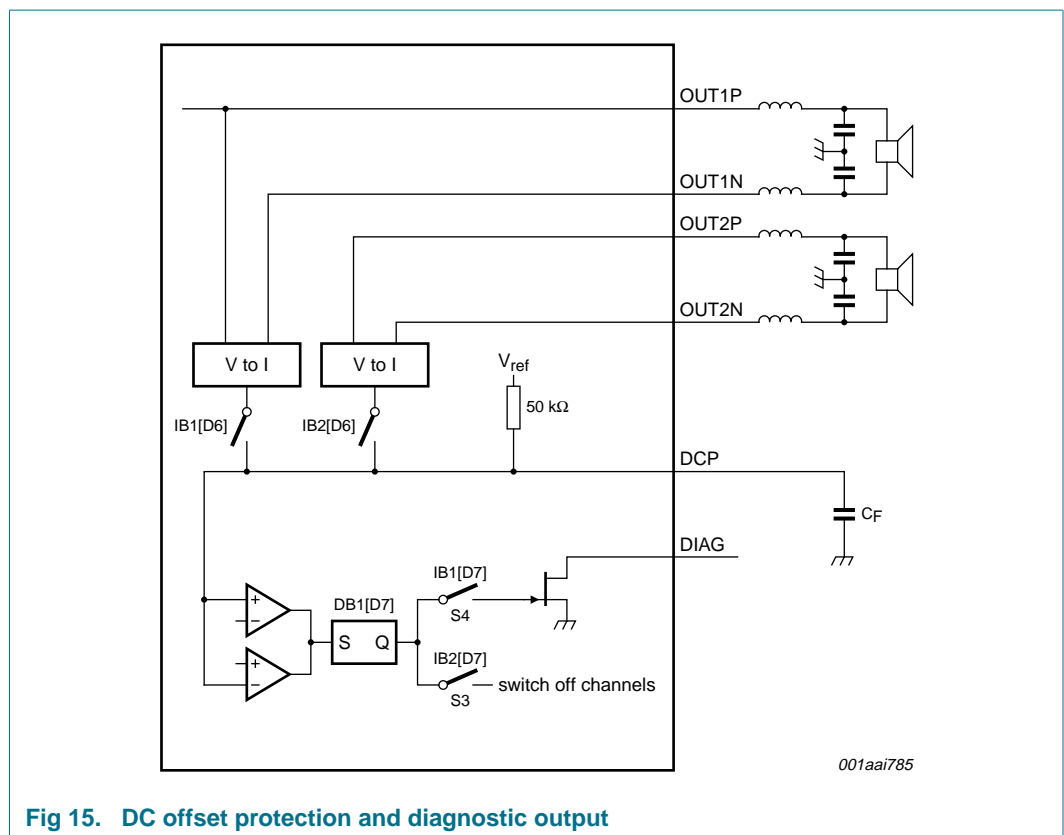 OUT1P
OUT1N
OUT2P
OUT2N
V to I
V to I
Vref
50 kΩ
IB1[D6]
IB2[D6]
DCP
CF
DIAG
IB1[D7]
S4
DB1[D7]
+
−
S Q
+
−
IB2[D7]
S3
switch off channels
001aai785
Fig 15. DC offset protection and diagnostic output